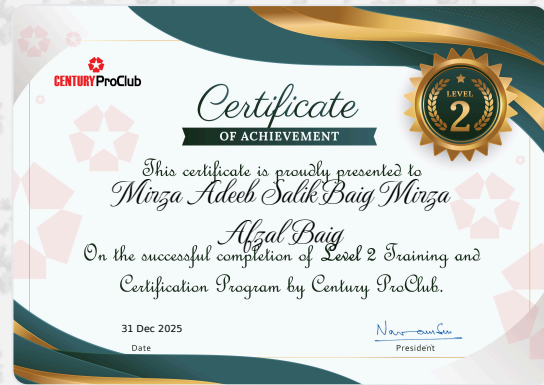 CENTURY ProClub
Certificate
OF ACHIEVEMENT
LEVEL
2
This certificate is proudly presented to
Mirza Adeeb Salik Baig Mirza
Afzal Baig
On the successful completion of Level 2 Training and
Certification Program by Century ProClub.
31 Dec 2025
Date
President